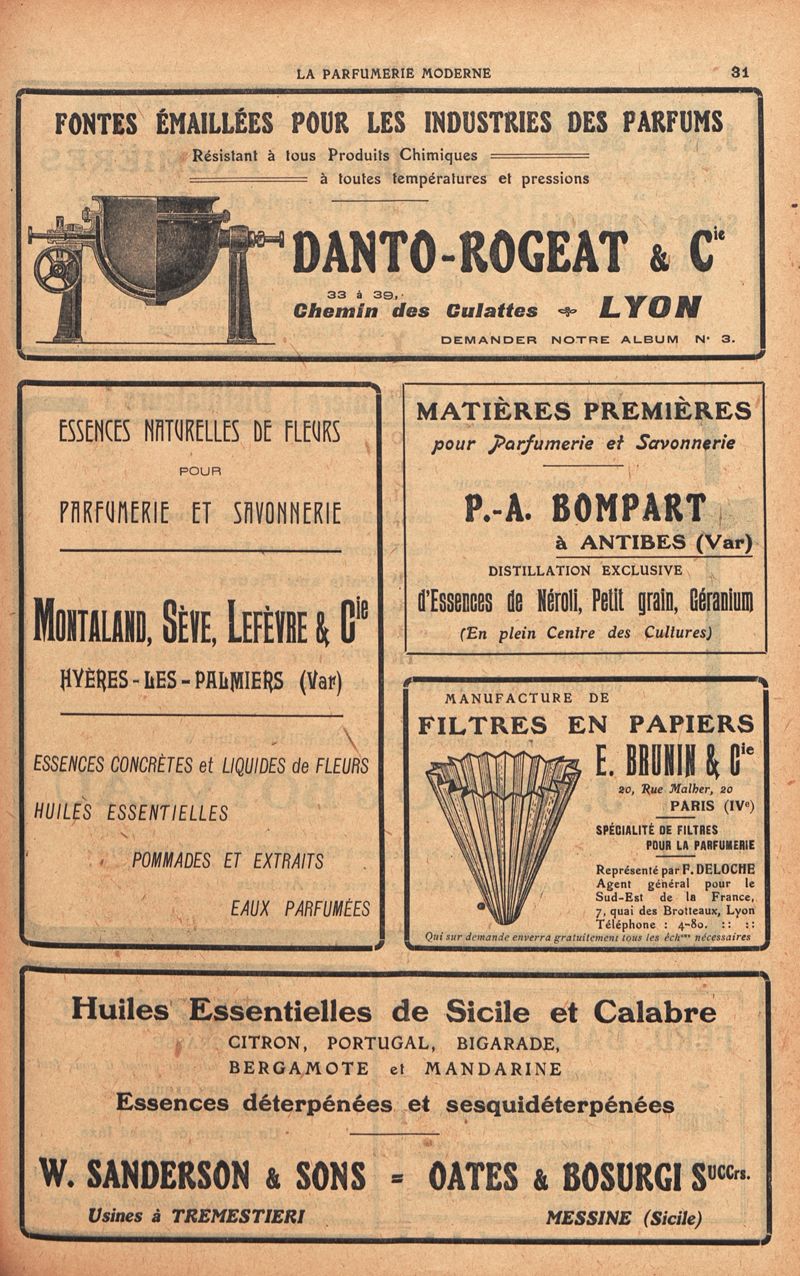 LA PARFUMERIE MODERNE 31
FONTES ÉMAILLÉES POUR LES INDUSTRIES DES PARFUMS
Résistant à tous Produits Chimiques
à toutes températures et pressions
DANTO-ROGEAT & Cie
33 à 39,
Chemin des Culattes LYON
DEMANDER NOTRE ALBUM N· 3.
ESSENCES NATURELLES DE FLEURS
POUR
PARFUMERIE ET SAVONNERIE
MONTALAND, SÈVE, LEFÈVRE & Cie
HYÈRES-LES-PALMIERS (Var)
ESSENCES CONCRÈTES et LIQUIDES de FLEURS
HUILES ESSENTIELLES
POMMADES ET EXTRAITS
EAUX PARFUMÉES
MATIÈRES PREMIÈRES
pour Parfumerie et Savonnerie
P.-A. BOMPART
à ANTIBES (Var)
DISTILLATION EXCLUSIVE
d'Essences de Néroli, Petit grain, Géranium
(En plein Centre des Cultures)
MANUFACTURE DE
FILTRES EN PAPIERS
E. BRUNIN & Cie
20, Rue Malher, 20
PARIS (IVe)
SPÉCIALITÉ DE FILTRES
POUR LA PARFUMERIE
Représenté par F. DELOCHE
Agent général pour le
Sud-Est de la France,
7, quai des Brotteaux, Lyon
Téléphone : 4-80. :: ::
Qui sur demande enverra gratuitement tous les échons nécessaires
Huiles Essentielles de Sicile et Calabre
CITRON, PORTUGAL, BIGARADE,
BERGAMOTE et MANDARINE
Essences déterpénées et sesquidéterpénées
W. SANDERSON & SONS = OATES & BOSURGI SUCCrs.
Usines à TREMESTIERI MESSINE (Sicile)